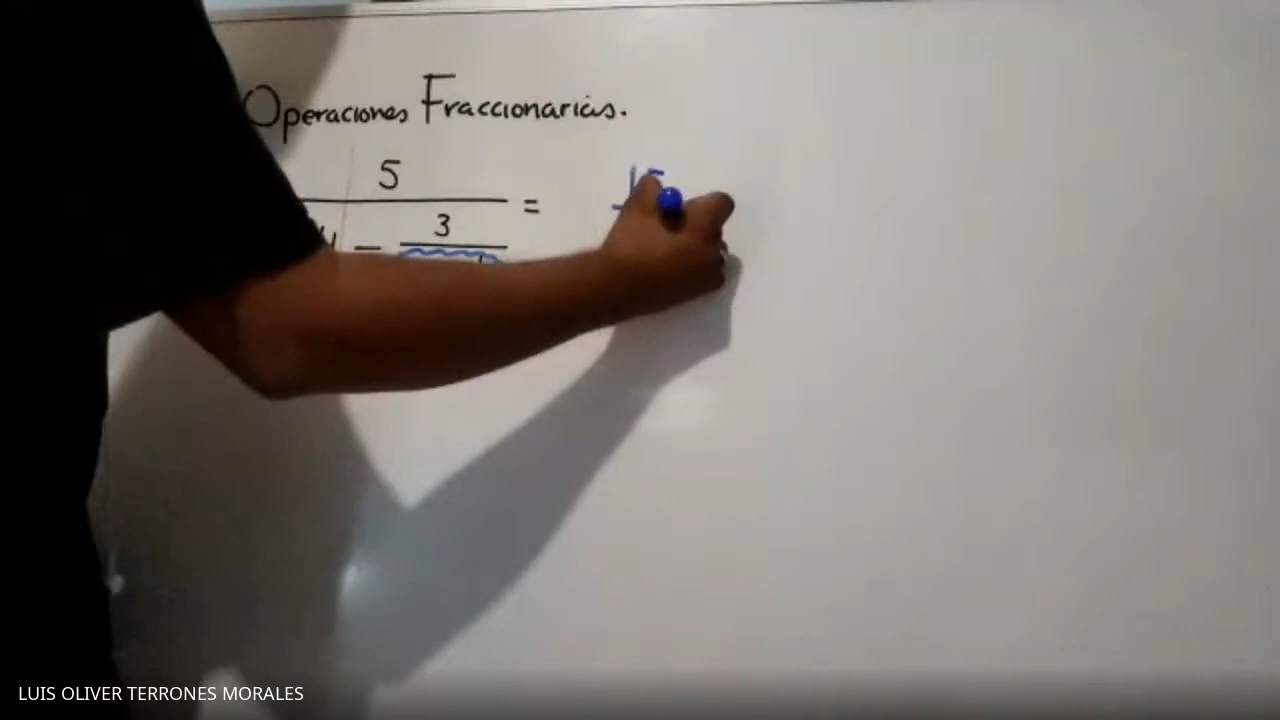 Operaciones Fraccionarias.
5
=
- 3
LUIS OLIVER TERRONES MORALES